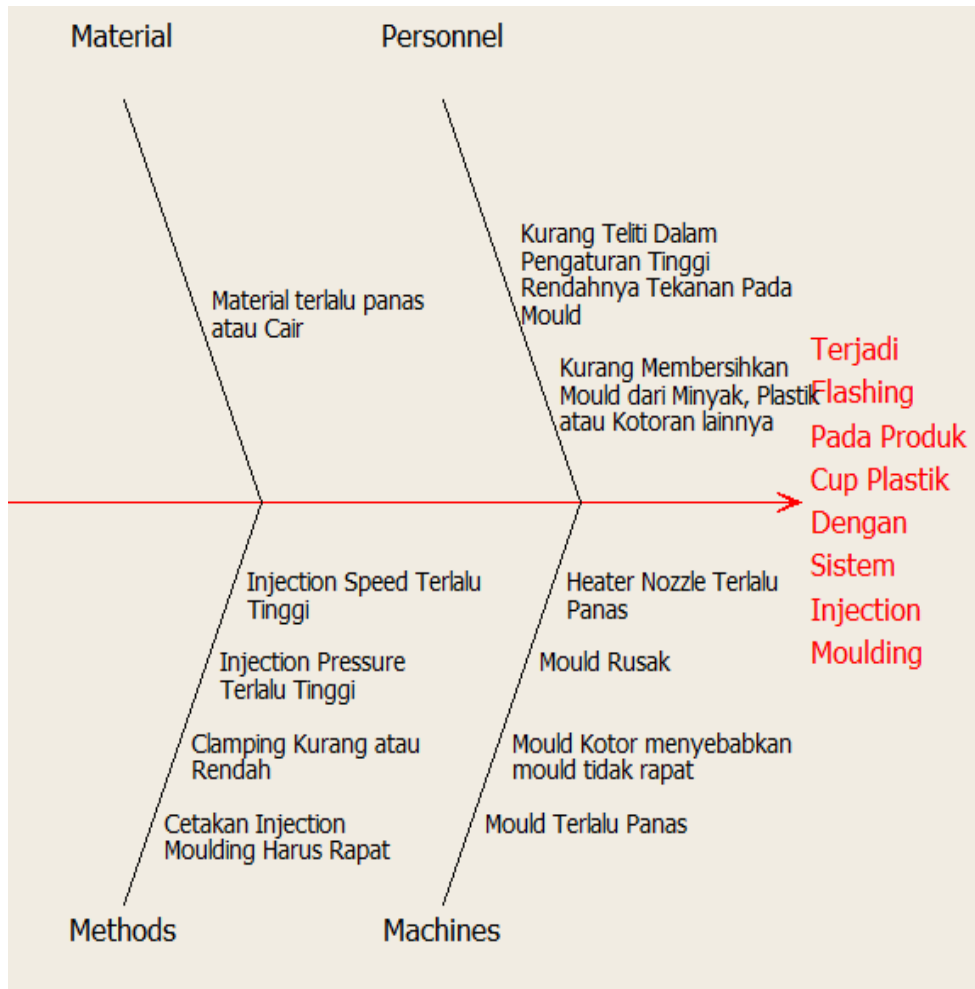 Material
Personnel
Kurang Teliti Dalam
Pengaturan Tinggi
Rendahnya Tekanan Pada
Mould
Material terlalu panas
atau Cair
Kurang Membersihkan
Mould dari Minyak, Plastik
atau Kotoran lainnya
Terjadi
Flashing
Pada Produk
Cup Plastik
Dengan
Sistem
Injection
Moulding
Injection Speed Terlalu
Tinggi
Injection Pressure
Terlalu Tinggi
Clamping Kurang atau
Rendah
Cetakan Injection
Moulding Harus Rapat
Heater Nozzle Terlalu
Panas
Mould Rusak
Mould Kotor menyebabkan
mould tidak rapat
Mould Terlalu Panas
Methods
Machines